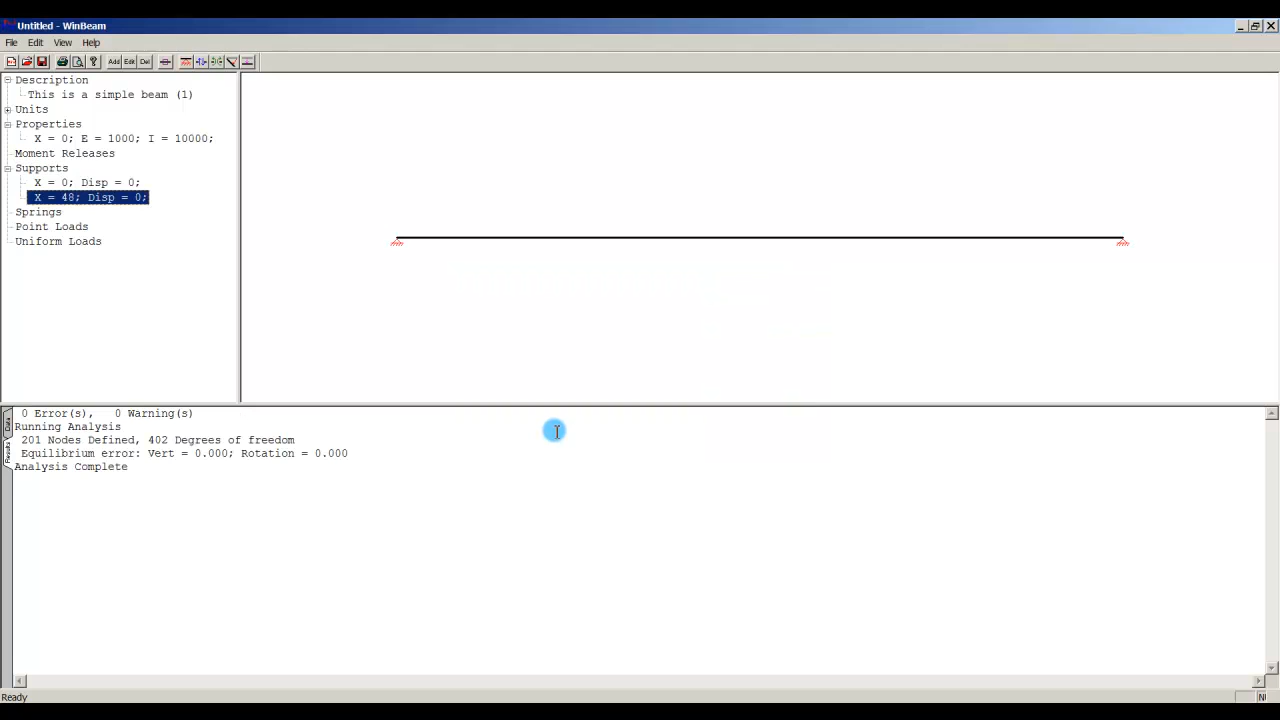 Untitled - WinBeam
File Edit View Help
Add Edit Del
Description
This is a simple beam (1)
Units
Properties
X = 0; E = 1000; I = 10000;
Moment Releases
Supports
X = 0; Disp = 0;
X = 48; Disp = 0;
Springs
Point Loads
Uniform Loads
Data
Results
0 Error(s),   0 Warning(s)
Running Analysis
201 Nodes Defined, 402 Degrees of freedom
Equilibrium error: Vert = 0.000; Rotation = 0.000
Analysis Complete
Ready